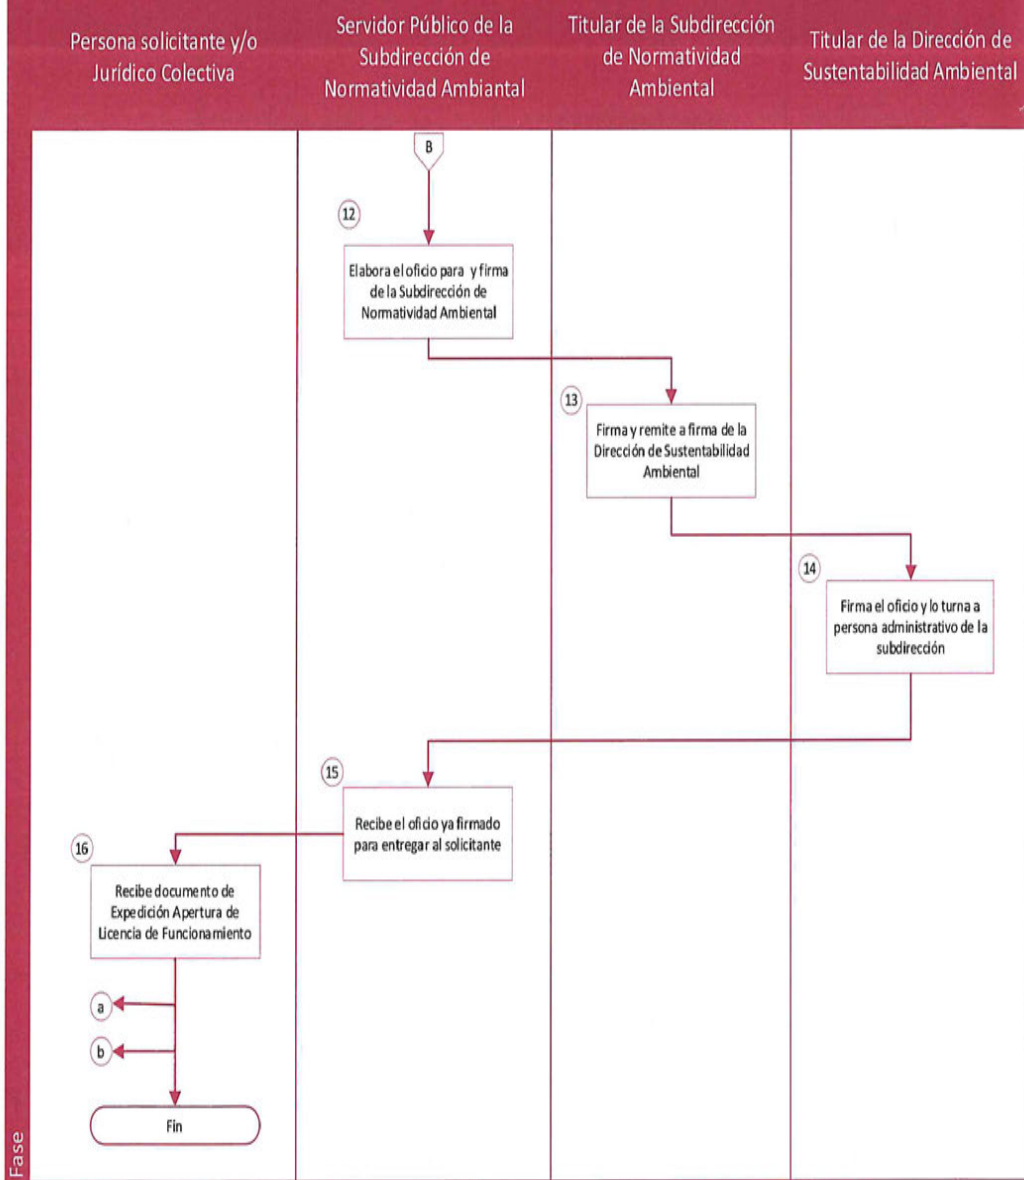 Persona solicitante y/o
Jurídico Colectiva
Servidor Público de la
Subdirección de
Normatividad Ambiantal
Titular de la Subdirección
de Normatividad
Ambiental
Titular de la Dirección de
Sustentabilidad Ambiental
B
12
Elabora el oficio para y firma
de la Subdirección de
Normatividad Ambiental
13
Firma y remite a firma de la
Dirección de Sustentabilidad
Ambiental
14
Firma el oficio y lo turna a
persona administrativo de la
subdirección
15
Recibe el oficio ya firmado
para entregar al solicitante
16
Recibe documento de
Expedición Apertura de
Licencia de Funcionamiento
a
b
Fin
Fase